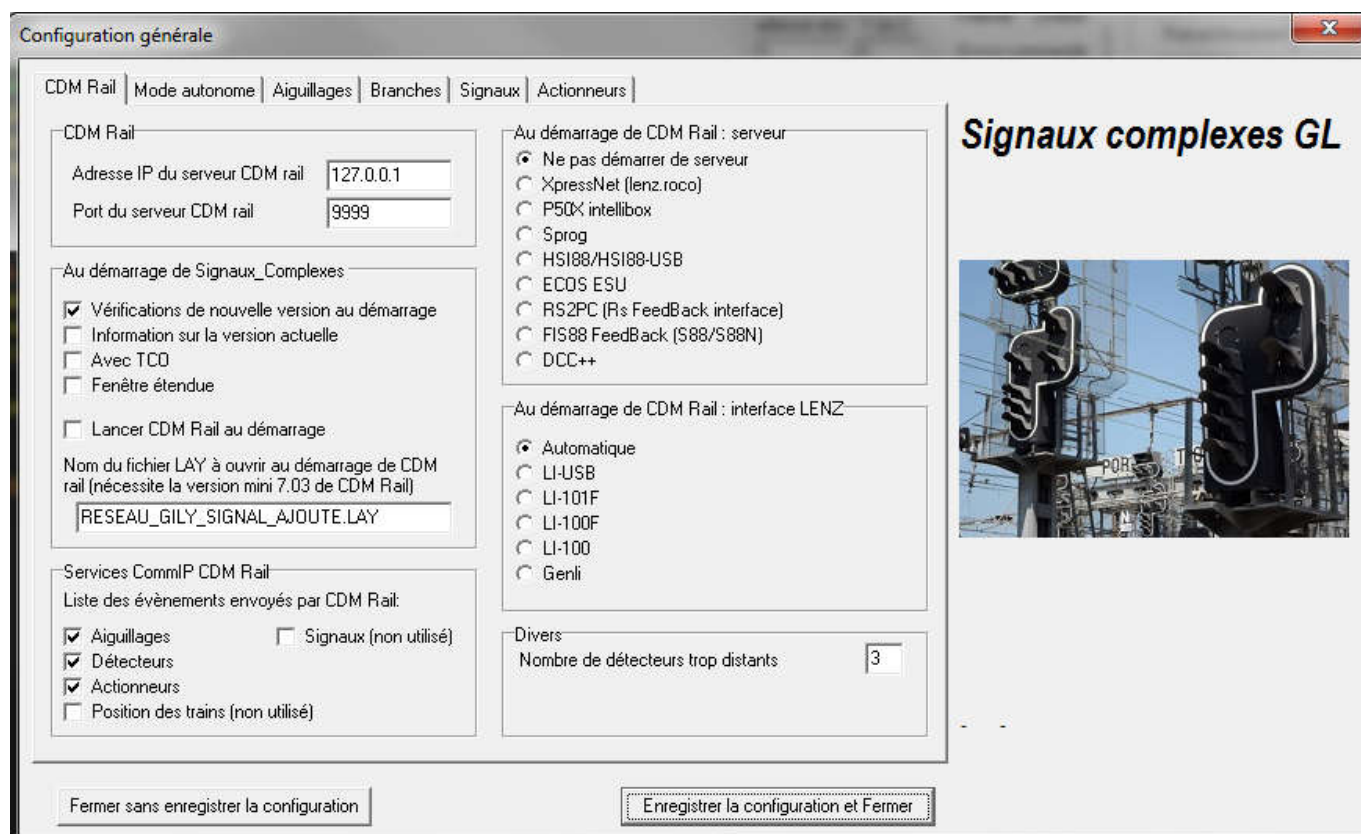 Configuration générale
CDM Rail
Mode autonome
Aiguillages
Branches
Signaux
Actionneurs
CDM Rail
Adresse IP du serveur CDM rail
127.0.0.1
Port du serveur CDM rail
9999
Au démarrage de Signaux_Complexes
Vérifications de nouvelle version au démarrage
Information sur la version actuelle
Avec TCO
Fenêtre étendue
Lancer CDM Rail au démarrage
Nom du fichier LAY à ouvrir au démarrage de CDM
rail (nécessite la version mini 7.03 de CDM Rail)
RESEAU_GILY_SIGNAL_AJOUTE.LAY
Services CommIP CDM Rail
Liste des évènements envoyés par CDM Rail:
Aiguillages
Signaux (non utilisé)
Détecteurs
Actionneurs
Position des trains (non utilisé)
Au démarrage de CDM Rail : serveur
Ne pas démarrer de serveur
XpressNet (lenz.roco)
P50X intellibox
Sprog
HSI88/HSI88-USB
ECOS ESU
RS2PC (Rs FeedBack interface)
FIS88 FeedBack (S88/S88N)
DCC++
Au démarrage de CDM Rail : interface LENZ
Automatique
LI-USB
LI-101F
LI-100F
LI-100
Genli
Divers
Nombre de détecteurs trop distants
3
Signaux complexes GL
POR
- -
Fermer sans enregistrer la configuration
Enregistrer la configuration et Fermer